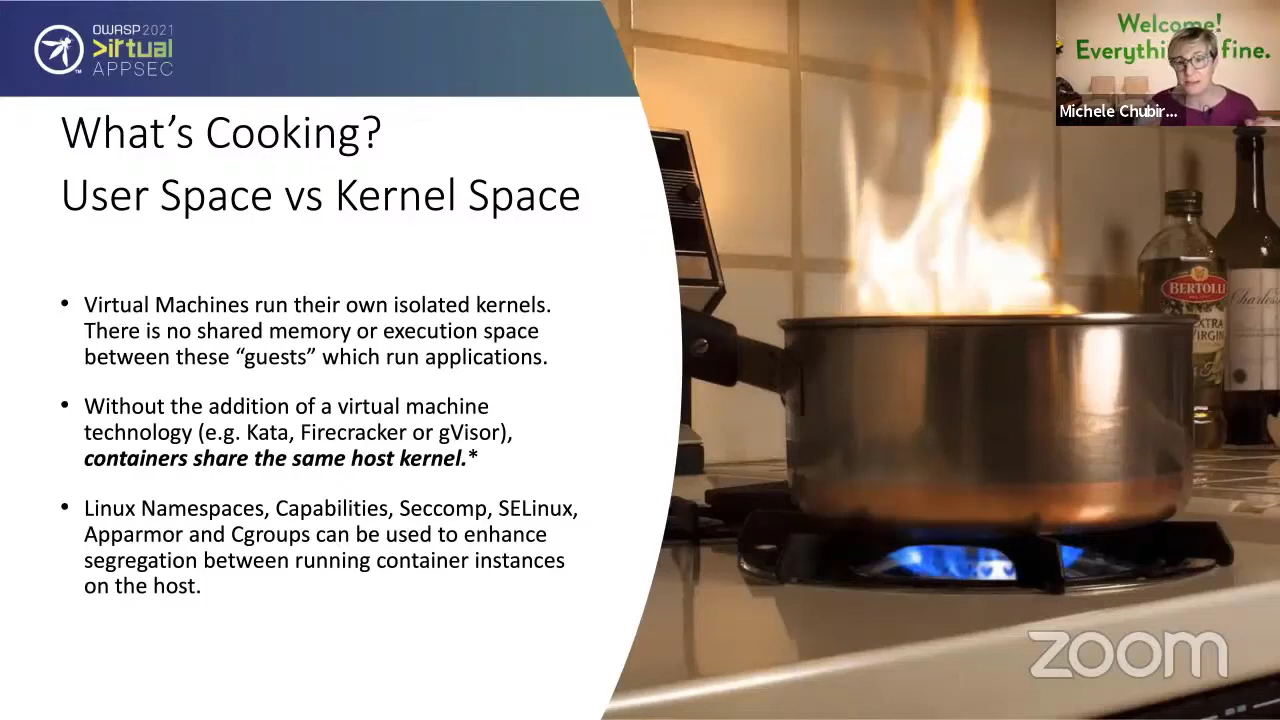 OWASP 2021
Virtual
APPSEC
What's Cooking?
User Space vs Kernel Space
• Virtual Machines run their own isolated kernels.
There is no shared memory or execution space
between these “guests” which run applications.
• Without the addition of a virtual machine
technology (e.g. Kata, Firecracker or gVisor),
containers share the same host kernel.*
• Linux Namespaces, Capabilities, Seccomp, SELinux,
Apparmor and Cgroups can be used to enhance
segregation between running container instances
on the host.
Welcome!
fine.
Michele Chubir...
BERTOLLI
EXTRA
VIRGIN
Charles
zoom